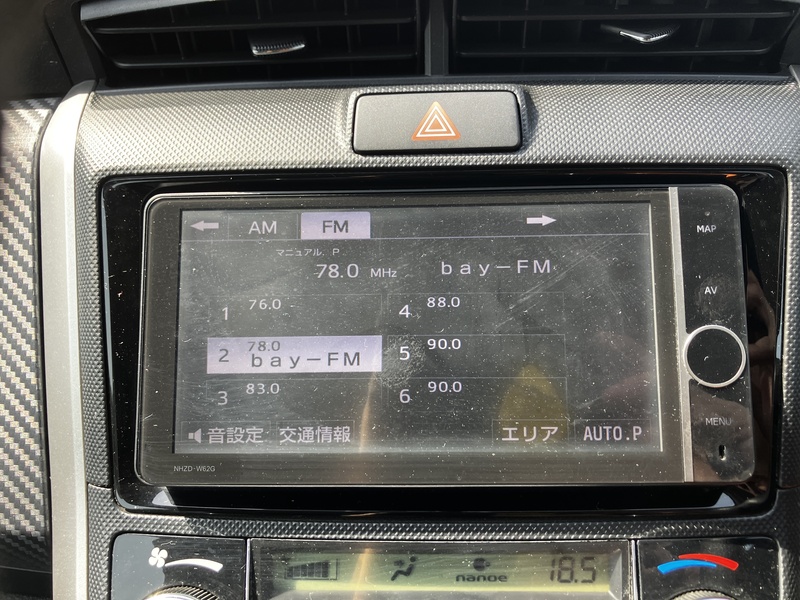 AM FM
マニュアル. P
78.0 MHz bay-FM
MAP
AV
MENU
1 76.0
2 78.0 bay-FM
3 83.0
4 88.0
5 90.0
6 90.0
音設定 交通情報 エリア AUTO.P
NHZD-W62G
nanoe 18.5